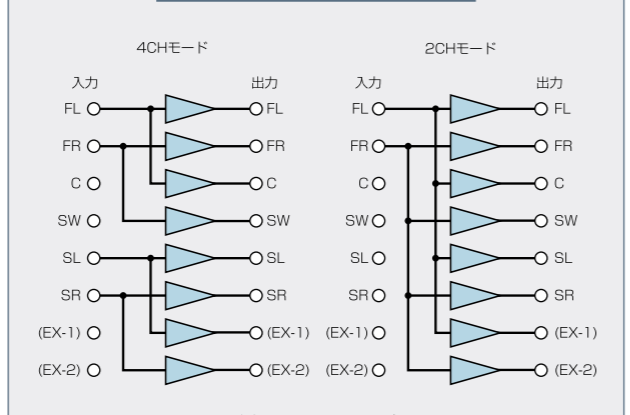 4CHモード
入力 出力
FL FL
FR FR
C C
SW SW
SL SL
SR SR
(EX-1) (EX-1)
(EX-2) (EX-2)
2CHモード
入力 出力
FL FL
FR FR
C C
SW SW
SL SL
SR SR
(EX-1) (EX-1)
(EX-2) (EX-2)